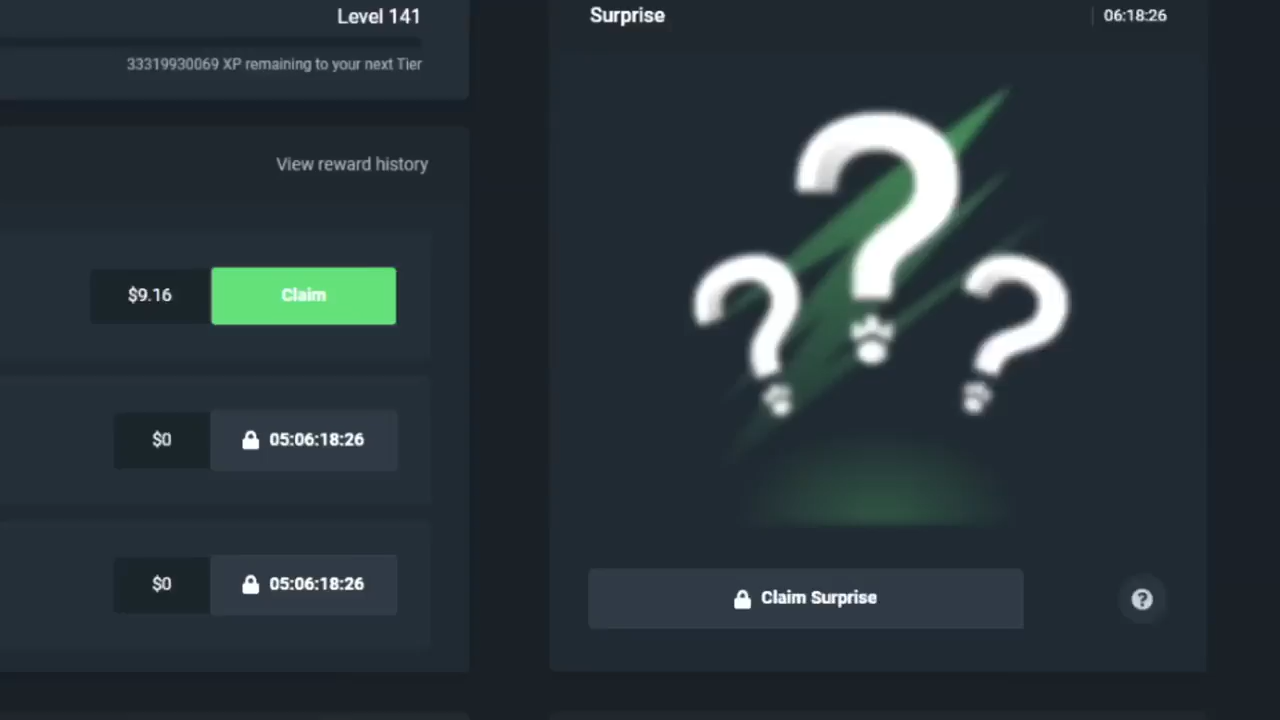 Level 141
33319930069 XP remaining to your next Tier
View reward history
$9.16 Claim
$0 05:06:18:26
$0 05:06:18:26
Surprise 06:18:26
???
Claim Surprise ?